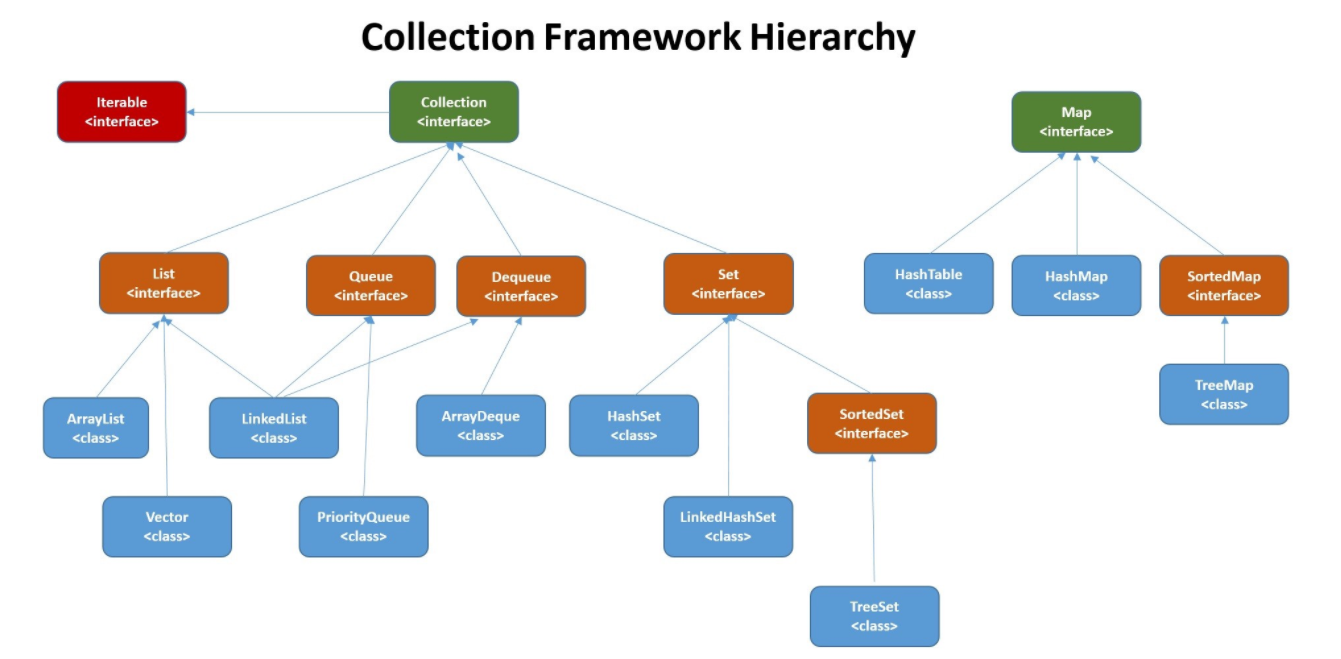 Collection Framework Hierarchy
Iterable
<interface>
Collection
<interface>
Map
<interface>
List
<interface>
Queue
<interface>
Dequeue
<interface>
Set
<interface>
HashTable
<class>
HashMap
<class>
SortedMap
<interface>
ArrayList
<class>
LinkedList
<class>
ArrayDeque
<class>
HashSet
<class>
SortedSet
<interface>
TreeMap
<class>
Vector
<class>
PriorityQueue
<class>
LinkedHashSet
<class>
TreeSet
<class>